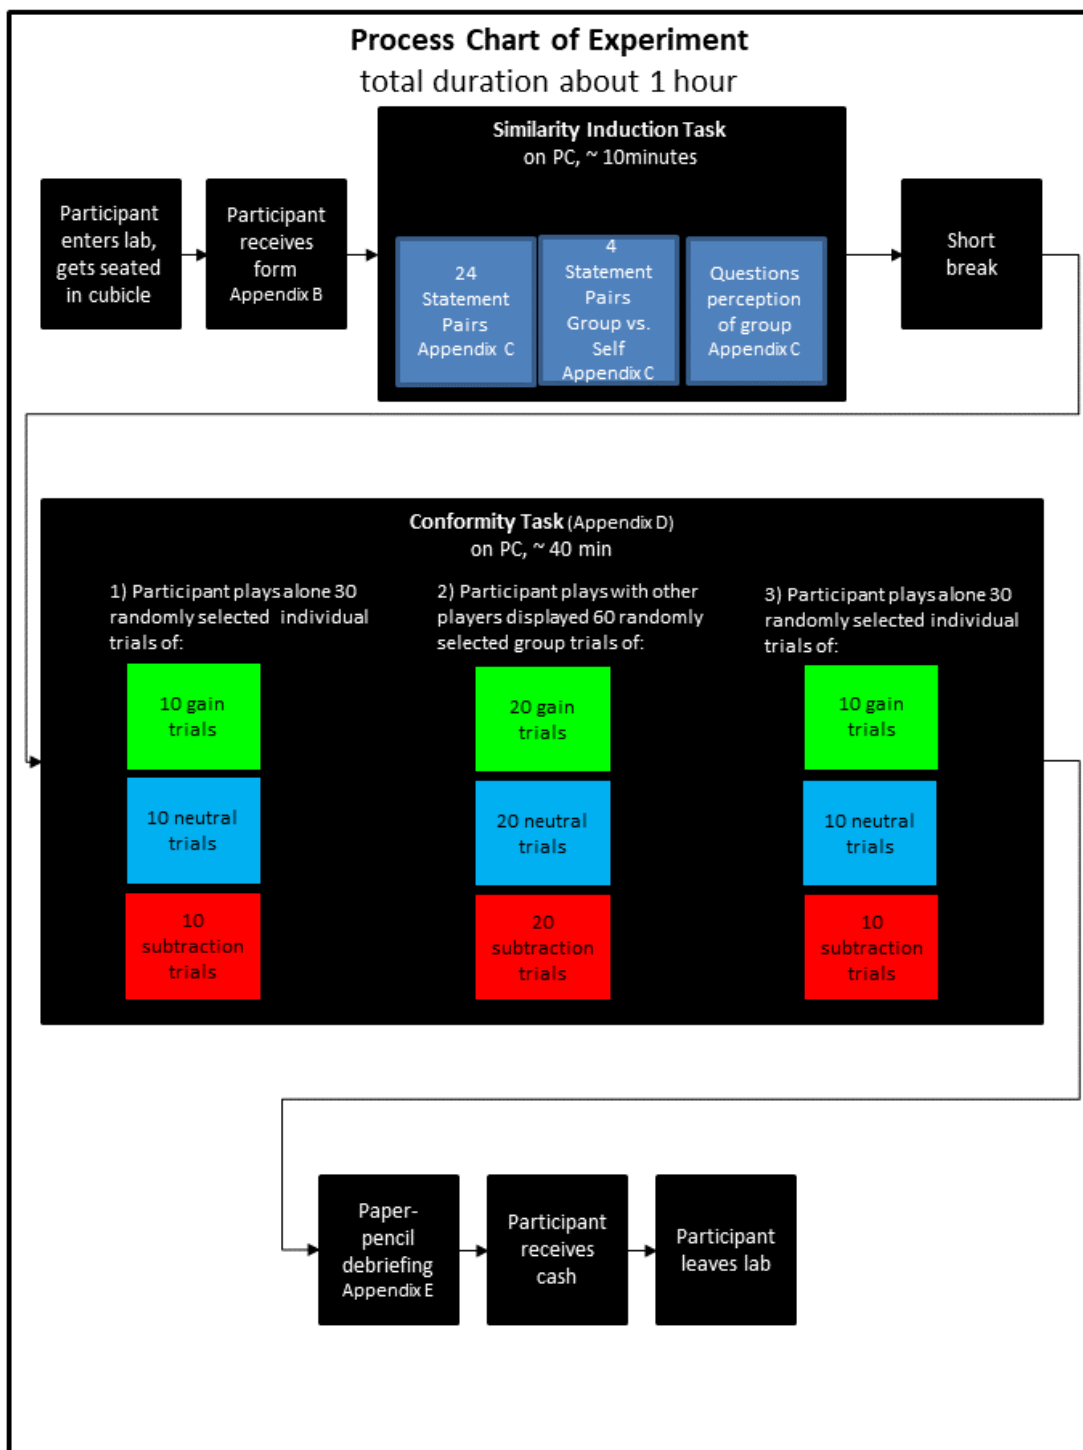 Process Chart of Experiment
total duration about 1 hour
Participant
enters lab,
gets seated
in cubicle
Participant
receives
form
Appendix B
Similarity Induction Task
on PC, ~ 10minutes
24
Statement
Pairs
Appendix C
4
Statement
Pairs
Group vs.
Self
Appendix C
Questions
perception
of group
Appendix C
Short
break
Conformity Task (Appendix D)
on PC, ~ 40 min
1) Participant plays alone 30
randomly selected individual
trials of:
10 gain
trials
10 neutral
trials
10
subtraction
trials
2) Participant plays with other
players displayed 60 randomly
selected group trials of:
20 gain
trials
20 neutral
trials
20
subtraction
trials
3) Participant plays alone 30
randomly selected individual
trials of:
10 gain
trials
10 neutral
trials
10
subtraction
trials
Paper-
pencil
debriefing
Appendix E
Participant
receives
cash
Participant
leaves lab